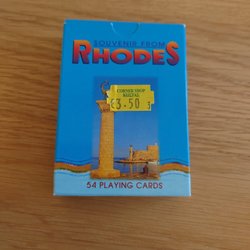 SOUVENIR FROM
RHODES
CORNER SHOP
€3.50
54 PLAYING CARDS